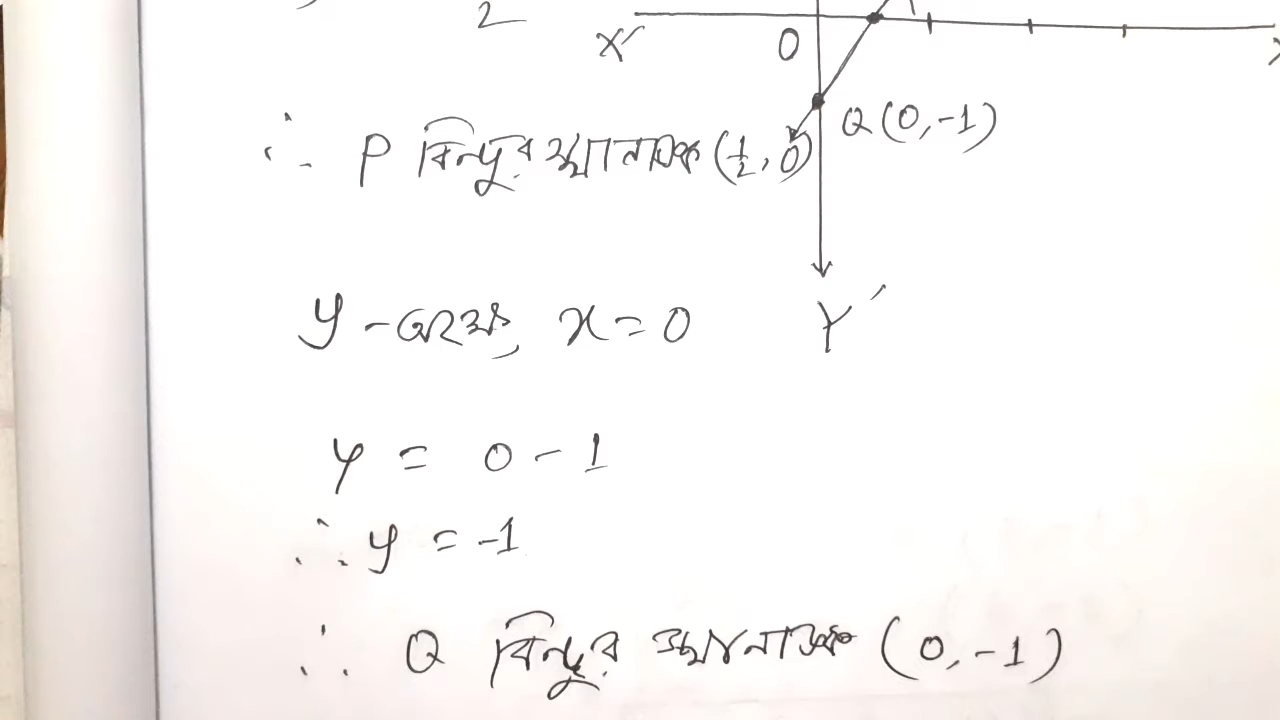 2
X′ O X
Q(0,-1)
∴ P বিন্দুর স্থানাঙ্ক (1/2, 0)
Y′
y-অক্ষে, x = 0
y = 0 - 1
∴ y = -1
∴ Q বিন্দুর স্থানাঙ্ক (0, -1)